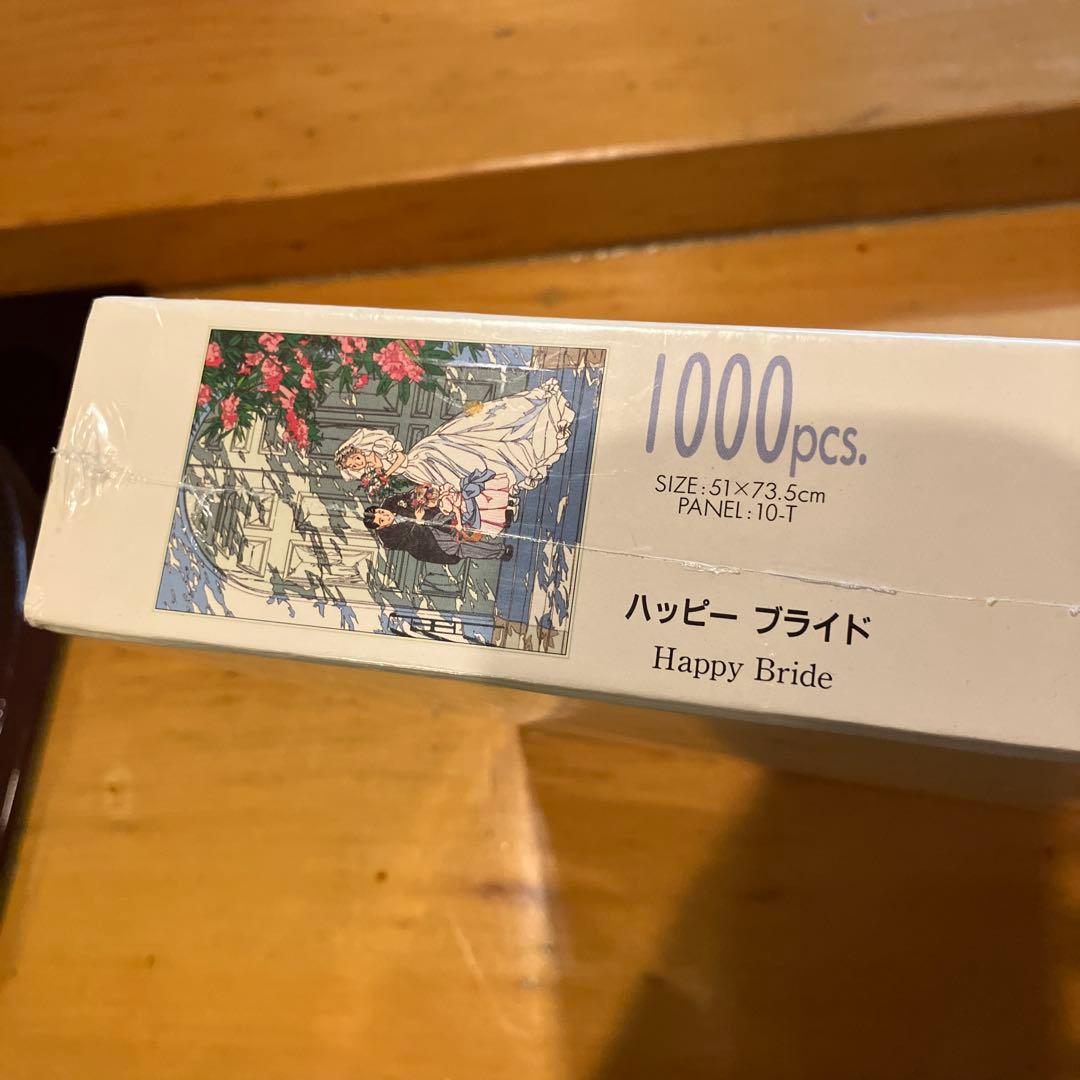 1000pcs.
SIZE:51×73.5cm
PANEL:10-T
ハッピー ブライド
Happy Bride